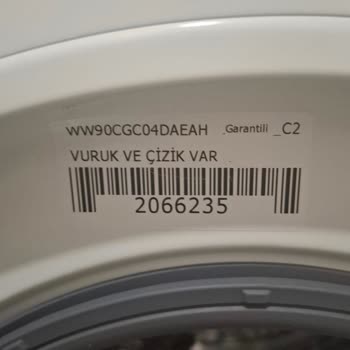 WW90CGC04DAEAH Garantili _C2
VURUK VE ÇİZİK VAR
2066235